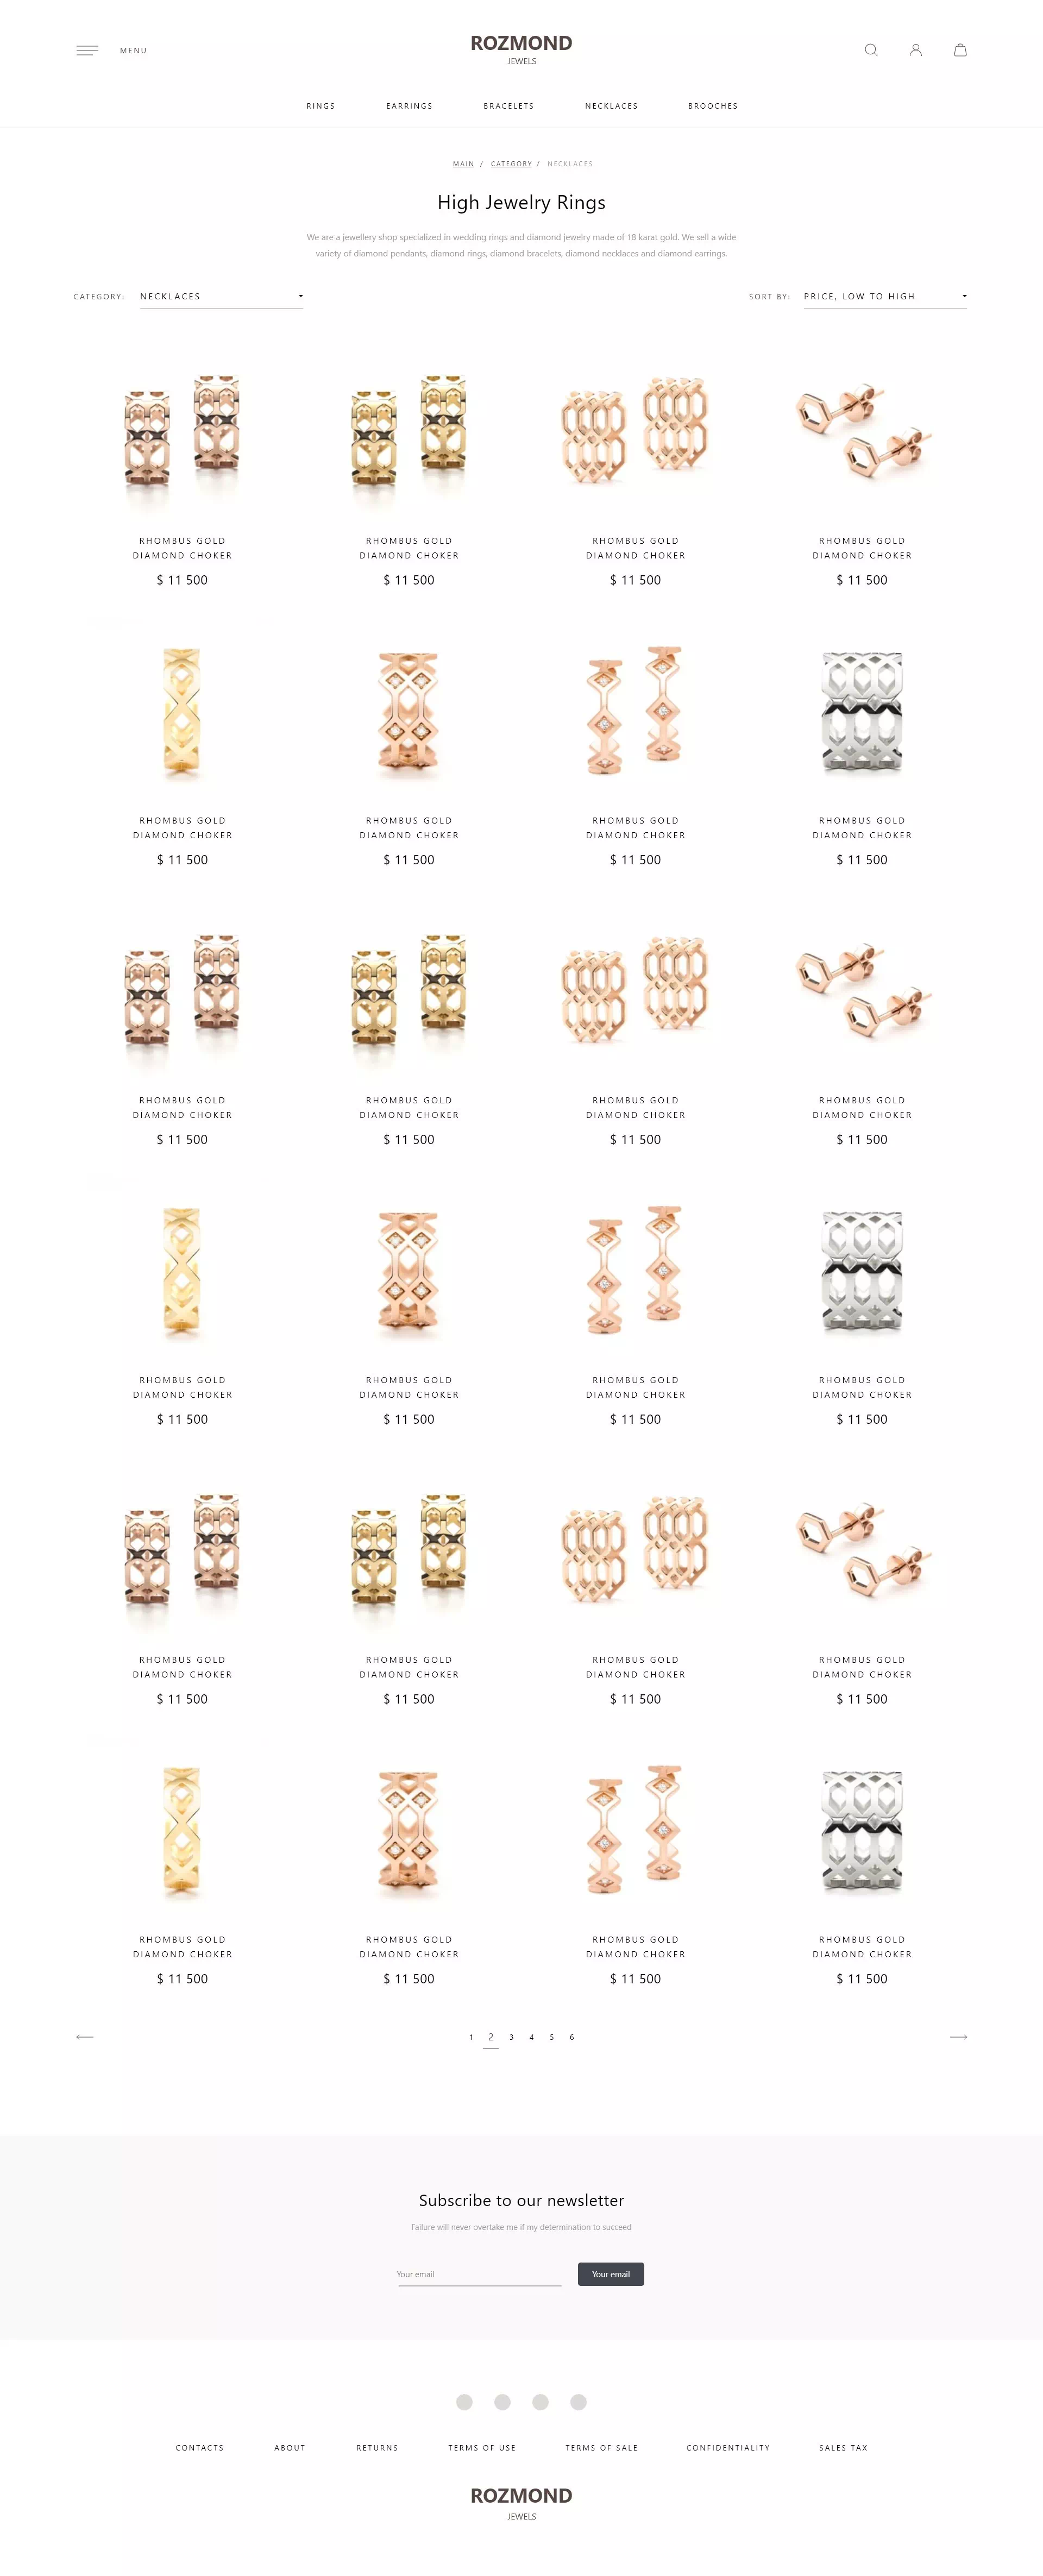 MENU
ROZMOND
JEWELS
RINGS EARRINGS BRACELETS NECKLACES BROOCHES
MAIN / CATEGORY / NECKLACES
High Jewelry Rings
We are a jewellery shop specialized in wedding rings and diamond jewelry made of 18 karat gold. We sell a wide
variety of diamond pendants, diamond rings, diamond bracelets, diamond necklaces and diamond earrings.
CATEGORY: NECKLACES SORT BY: PRICE, LOW TO HIGH
RHOMBUS GOLD RHOMBUS GOLD RHOMBUS GOLD RHOMBUS GOLD
DIAMOND CHOKER DIAMOND CHOKER DIAMOND CHOKER DIAMOND CHOKER
$ 11 500 $ 11 500 $ 11 500 $ 11 500
RHOMBUS GOLD RHOMBUS GOLD RHOMBUS GOLD RHOMBUS GOLD
DIAMOND CHOKER DIAMOND CHOKER DIAMOND CHOKER DIAMOND CHOKER
$ 11 500 $ 11 500 $ 11 500 $ 11 500
RHOMBUS GOLD RHOMBUS GOLD RHOMBUS GOLD RHOMBUS GOLD
DIAMOND CHOKER DIAMOND CHOKER DIAMOND CHOKER DIAMOND CHOKER
$ 11 500 $ 11 500 $ 11 500 $ 11 500
RHOMBUS GOLD RHOMBUS GOLD RHOMBUS GOLD RHOMBUS GOLD
DIAMOND CHOKER DIAMOND CHOKER DIAMOND CHOKER DIAMOND CHOKER
$ 11 500 $ 11 500 $ 11 500 $ 11 500
RHOMBUS GOLD RHOMBUS GOLD RHOMBUS GOLD RHOMBUS GOLD
DIAMOND CHOKER DIAMOND CHOKER DIAMOND CHOKER DIAMOND CHOKER
$ 11 500 $ 11 500 $ 11 500 $ 11 500
RHOMBUS GOLD RHOMBUS GOLD RHOMBUS GOLD RHOMBUS GOLD
DIAMOND CHOKER DIAMOND CHOKER DIAMOND CHOKER DIAMOND CHOKER
$ 11 500 $ 11 500 $ 11 500 $ 11 500
1 2 3 4 5 6
Subscribe to our newsletter
Failure will never overtake me if my determination to succeed
Your email Your email
CONTACTS ABOUT RETURNS TERMS OF USE TERMS OF SALE CONFIDENTIALITY SALES TAX
ROZMOND
JEWELS